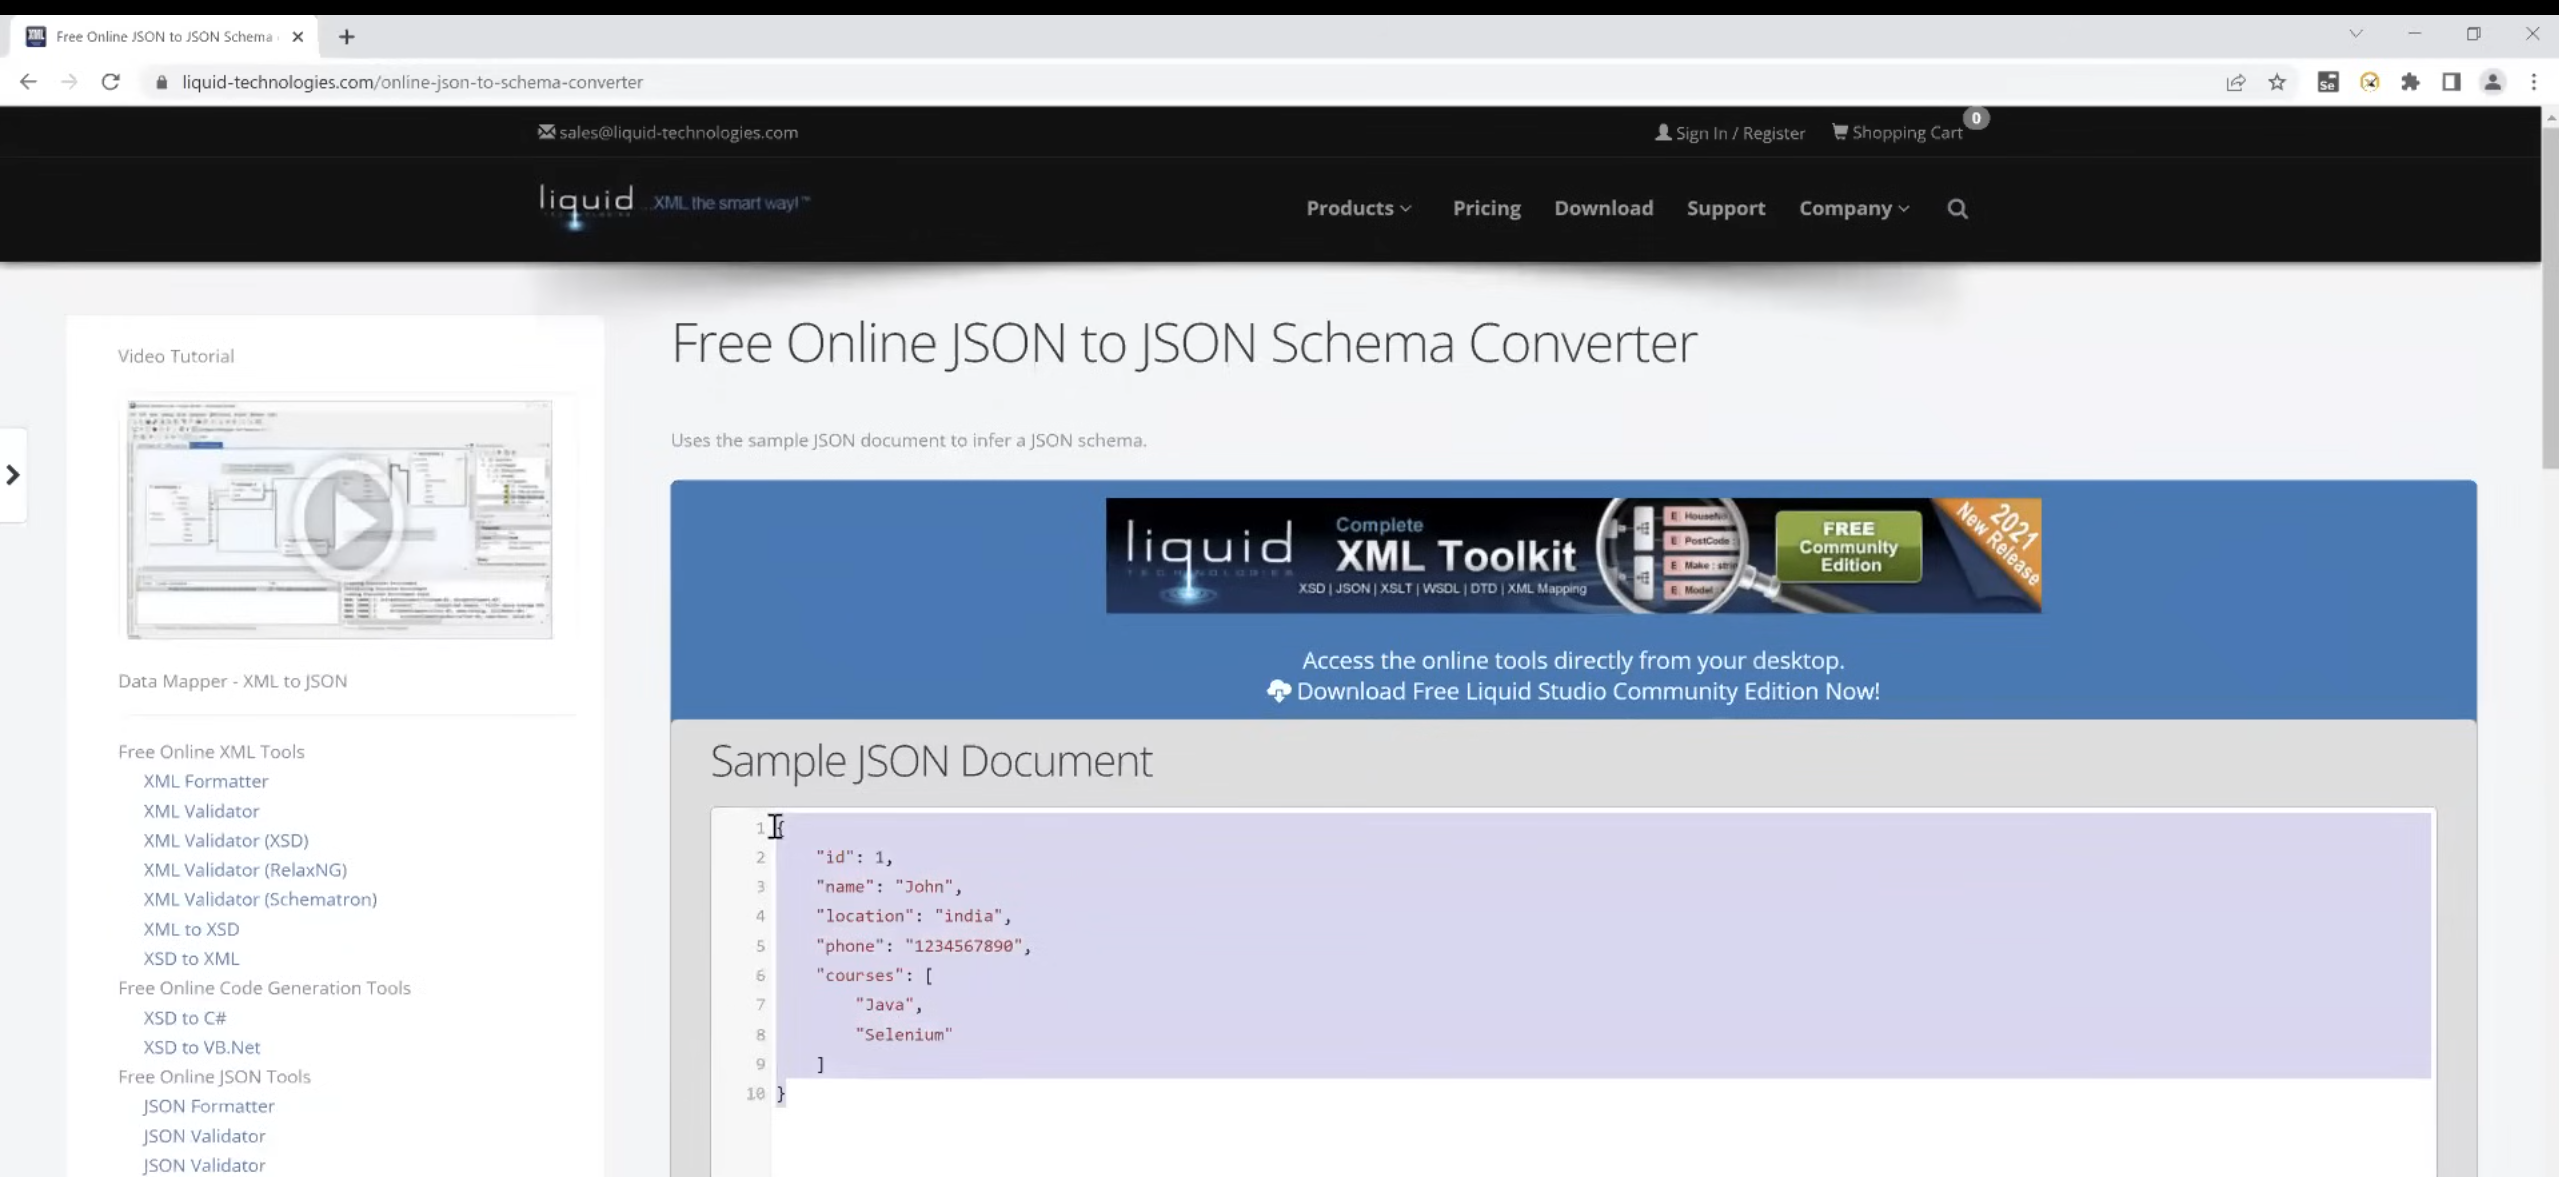 Free Online JSON to JSON Schema
liquid-technologies.com/online-json-to-schema-converter
sales@liquid-technologies.com
Sign In / Register
Shopping Cart
0
liquid
...XML the smart way!™
Products
Pricing
Download
Support
Company
Video Tutorial
Data Mapper - XML to JSON
Free Online XML Tools
XML Formatter
XML Validator
XML Validator (XSD)
XML Validator (RelaxNG)
XML Validator (Schematron)
XML to XSD
XSD to XML
Free Online Code Generation Tools
XSD to C#
XSD to VB.Net
Free Online JSON Tools
JSON Formatter
JSON Validator
JSON Validator
Free Online JSON to JSON Schema Converter
Uses the sample JSON document to infer a JSON schema.
liquid
TECHNOLOGIES
Complete
XML Toolkit
XSD | JSON | XSLT | WSDL | DTD | XML Mapping
E HouseNo
E PostCode :
E Make : strin
E Model
FREE
Community
Edition
2021
New Release
Access the online tools directly from your desktop.
Download Free Liquid Studio Community Edition Now!
Sample JSON Document
1 {
2 "id": 1,
3 "name": "John",
4 "location": "india",
5 "phone": "1234567890",
6 "courses": [
7 "Java",
8 "Selenium"
9 ]
10 }